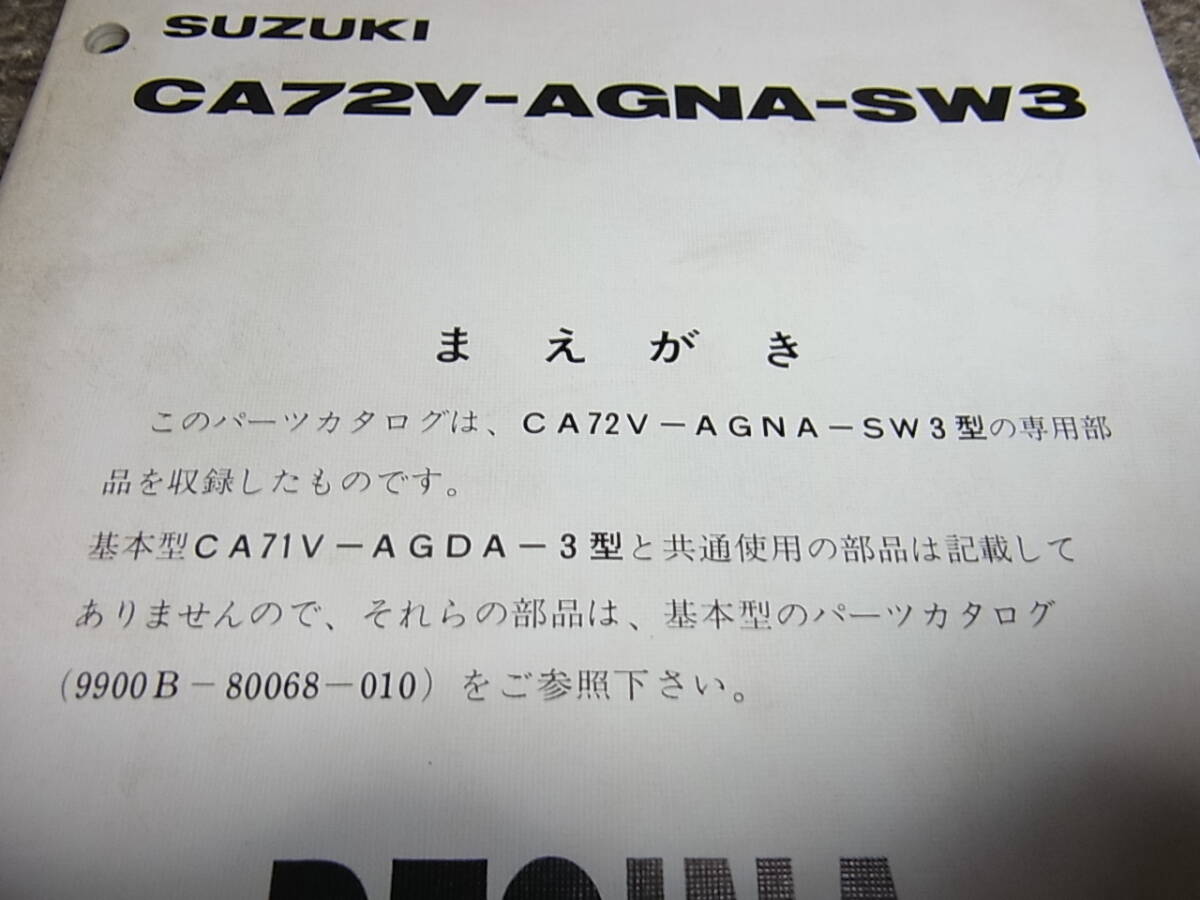 SUZUKI
CA72V-AGNA-SW3
まえがき
このパーツカタログは、CA72V－AGNA－SW3型の専用部
品を収録したものです。
基本型CA71V－AGDA－3型と共通使用の部品は記載して
ありませんので、それらの部品は、基本型のパーツカタログ
(9900B－80068－010) をご参照下さい。